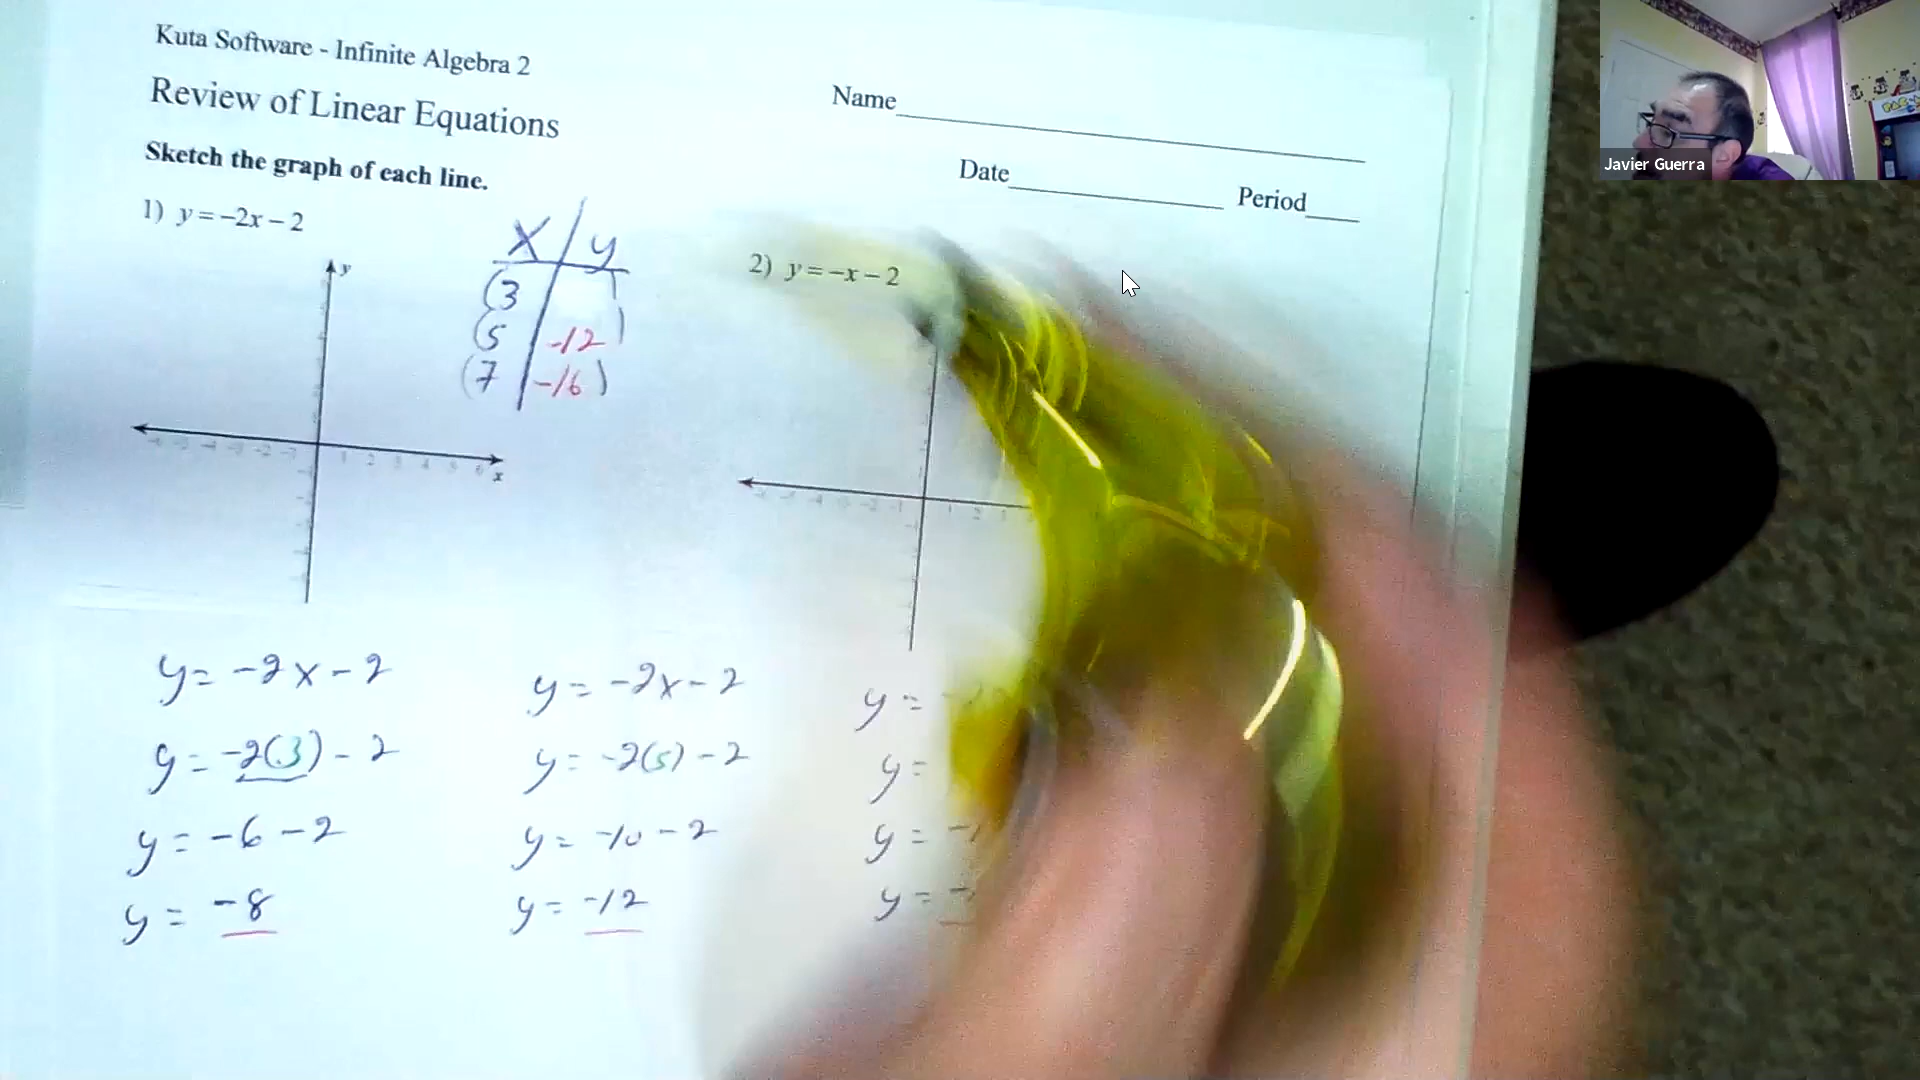 Kuta Software - Infinite Algebra 2
Review of Linear Equations
Name
Date
Period
Sketch the graph of each line.
1) y = -2x - 2
x y
(3 )
(5 -12 )
(7 -16 )
y
x
2) y = -x - 2
y = -2x - 2
y = -2(3) - 2
y = -6 - 2
y = -8
y = -2x - 2
y = -2(5) - 2
y = -10 - 2
y = -12
y =
y =
y = -
y = -
Javier Guerra